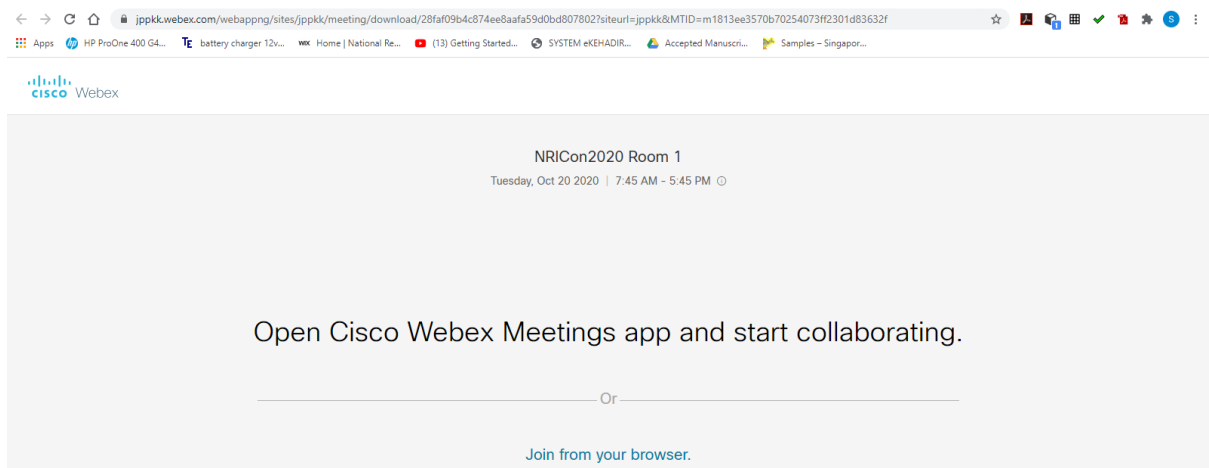 jppkk.webex.com/webappng/sites/jppkk/meeting/download/28faf09b4c874ee8aafa59d0bd807802?siteurl=jppkk&MTID=m1813ee3570b70254073ff2301d83632f
1
S
Apps HP ProOne 400 G4... TE battery charger 12v... WIX Home | National Re... (13) Getting Started... SYSTEM eKEHADIR... Accepted Manuscri... Samples – Singapor...
CISCO Webex
NRICon2020 Room 1
Tuesday, Oct 20 2020 | 7:45 AM - 5:45 PM
Open Cisco Webex Meetings app and start collaborating.
Or
Join from your browser.